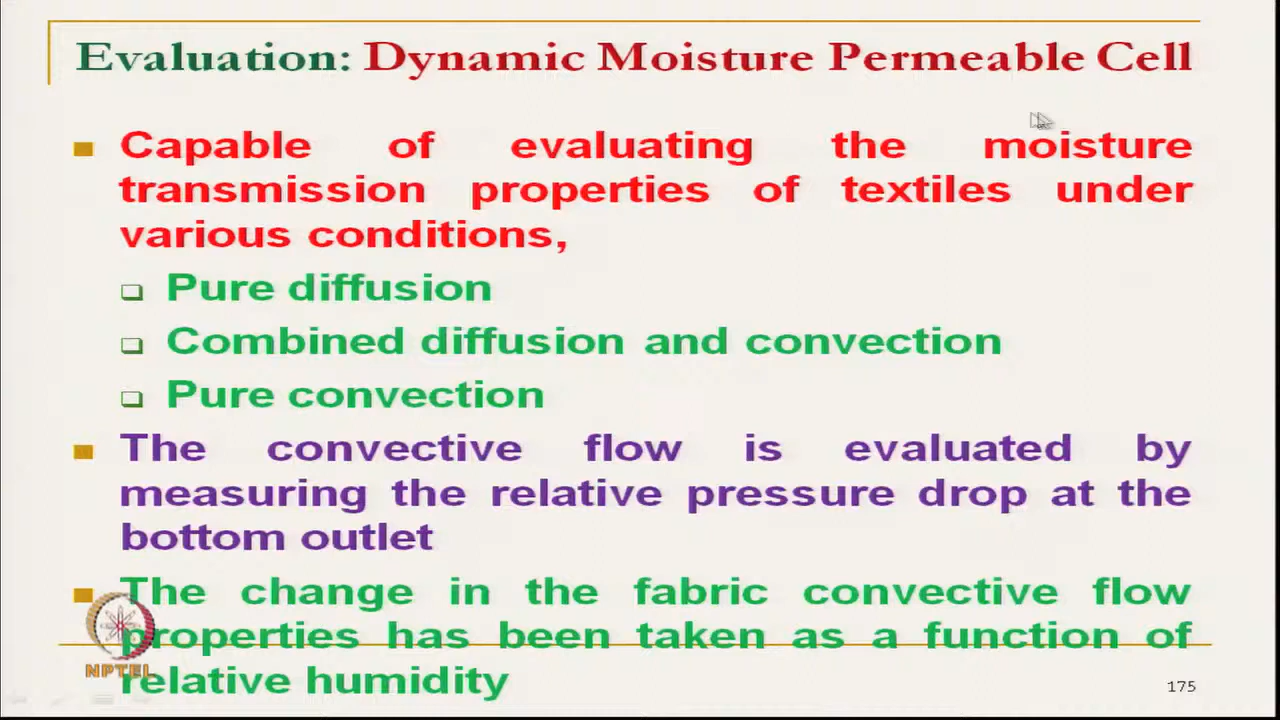 Evaluation: Dynamic Moisture Permeable Cell
Capable of evaluating the moisture
transmission properties of textiles under
various conditions,
Pure diffusion
Combined diffusion and convection
Pure convection
The convective flow is evaluated by
measuring the relative pressure drop at the
bottom outlet
The change in the fabric convective flow
properties has been taken as a function of
relative humidity
NPTEL
175